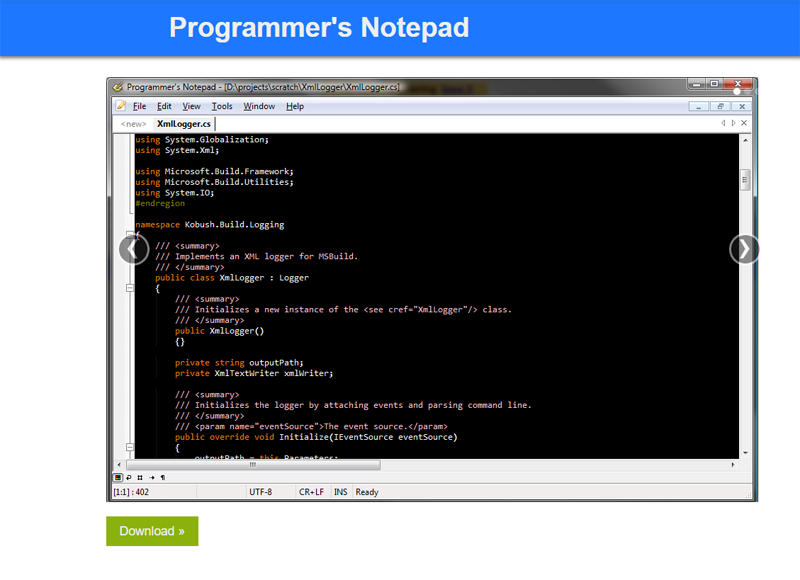 Programmer's Notepad
Programmer's Notepad - [D:\projects\scratch\XmlLogger\XmlLogger.cs]
File Edit View Tools Window Help
<new> XmlLogger.cs
using System.Globalization;
using System.Xml;
using Microsoft.Build.Framework;
using Microsoft.Build.Utilities;
using System.IO;
#endregion
namespace Kobush.Build.Logging
{
/// <summary>
/// Implements an XML logger for MSBuild.
/// </summary>
public class XmlLogger : Logger
{
/// <summary>
/// Initializes a new instance of the <see cref="XmlLogger"/> class.
/// </summary>
public XmlLogger()
{}
private string outputPath;
private XmlTextWriter xmlWriter;
/// <summary>
/// Initializes the logger by attaching events and parsing command line.
/// </summary>
/// <param name="eventSource">The event source.</param>
public override void Initialize(IEventSource eventSource)
{
outputPath = this.Parameters;
[1:1] : 402 UTF-8 CR+LF INS Ready
Download »